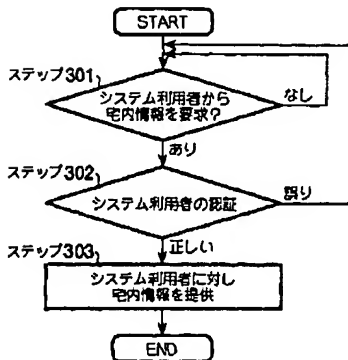 START
ステップ301
システム利用者から
宅内情報を要求?
なし
あり
ステップ302
システム利用者の認証
誤り
正しい
ステップ303
システム利用者に対し
宅内情報を提供
END